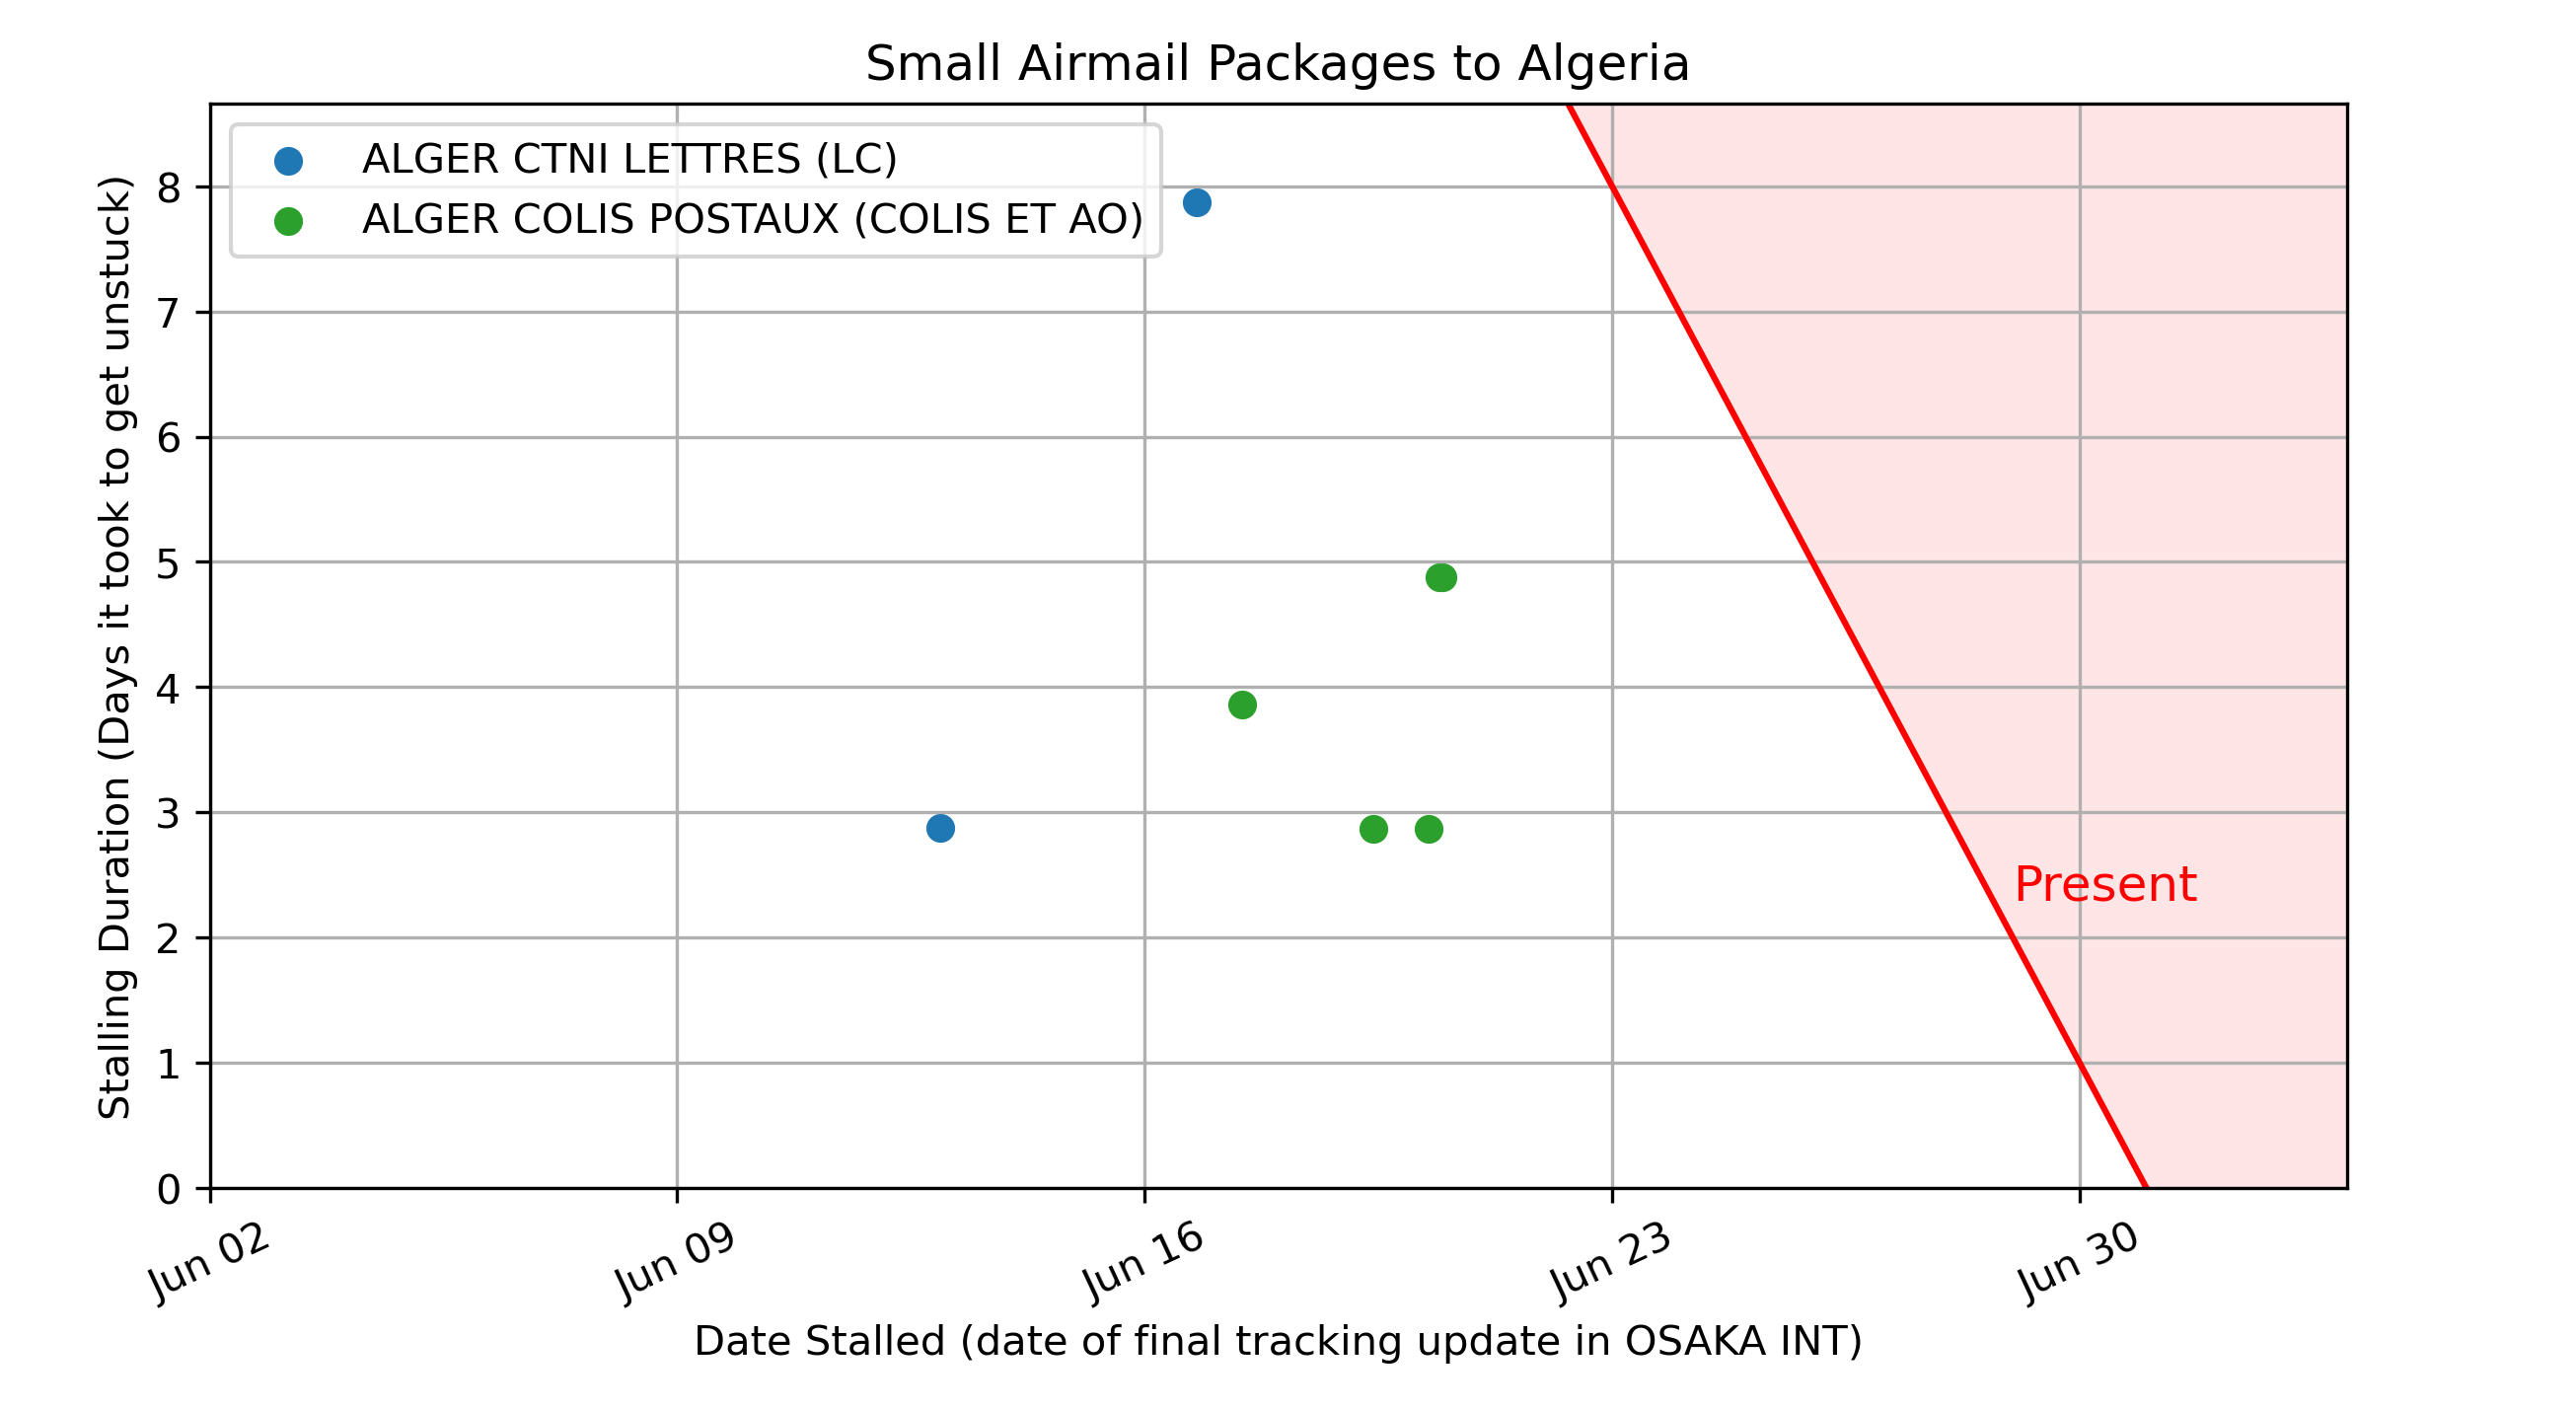 Small Airmail Packages to Algeria
ALGER CTNI LETTRES (LC)
ALGER COLIS POSTAUX (COLIS ET AO)
Stalling Duration (Days it took to get unstuck)
8
7
6
5
4
3
2
1
0
Present
Jun 02
Jun 09
Jun 16
Jun 23
Jun 30
Date Stalled (date of final tracking update in OSAKA INT)